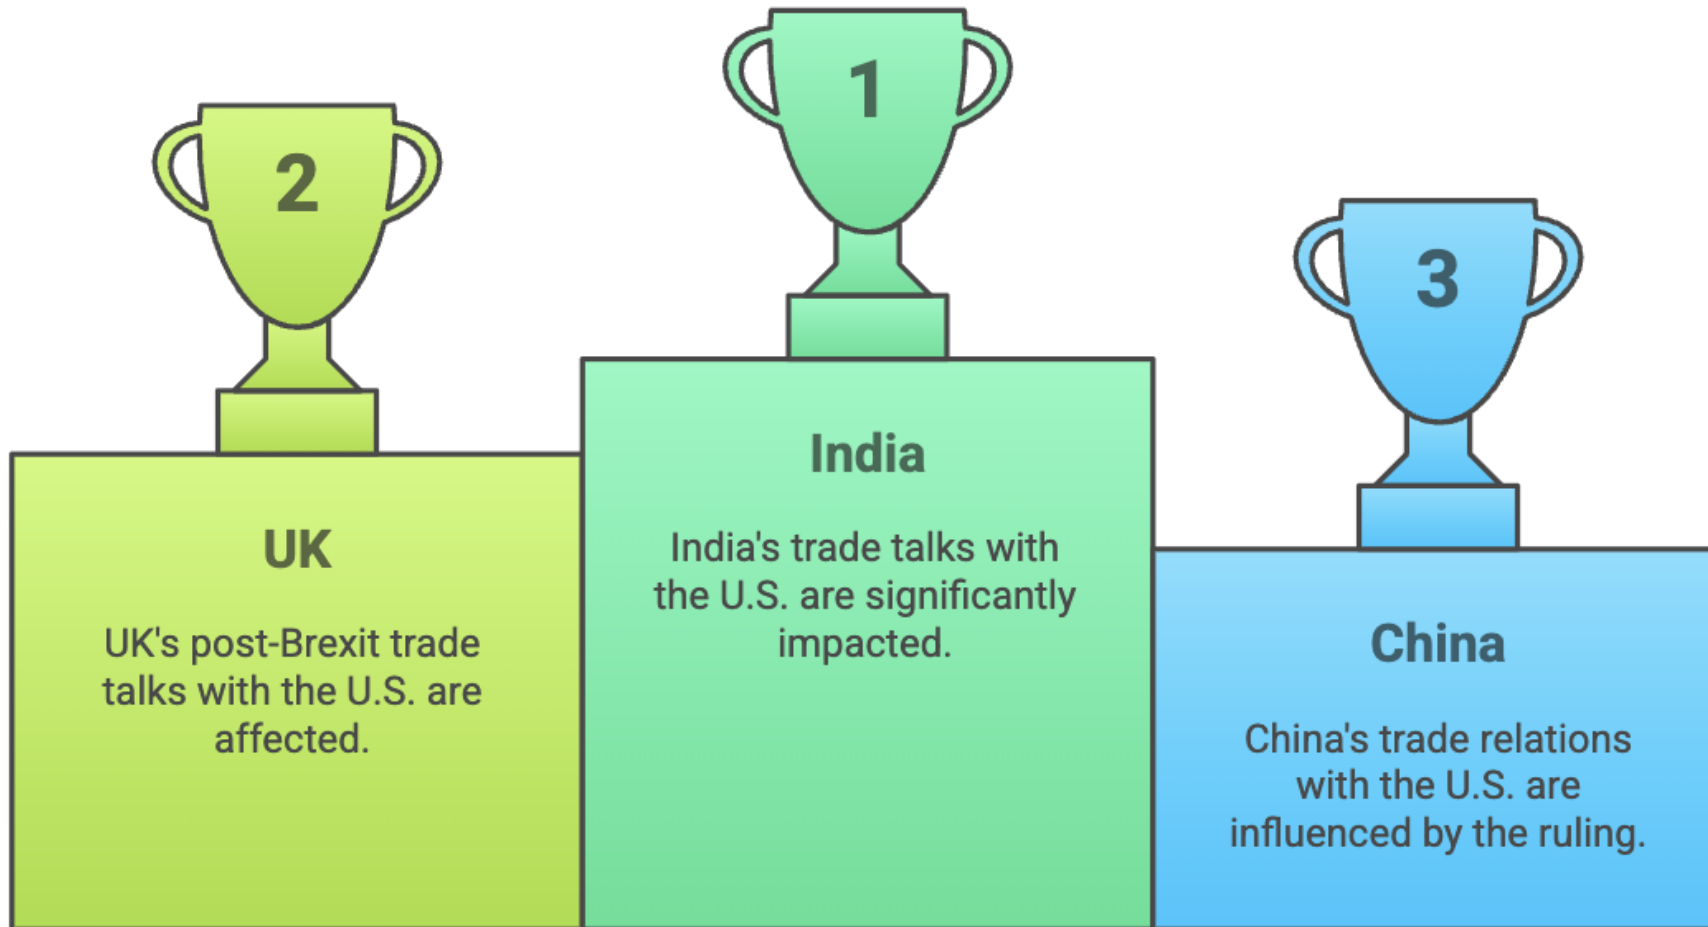 2
UK
UK's post-Brexit trade
talks with the U.S. are
affected.
1
India
India's trade talks with
the U.S. are significantly
impacted.
3
China
China's trade relations
with the U.S. are
influenced by the ruling.